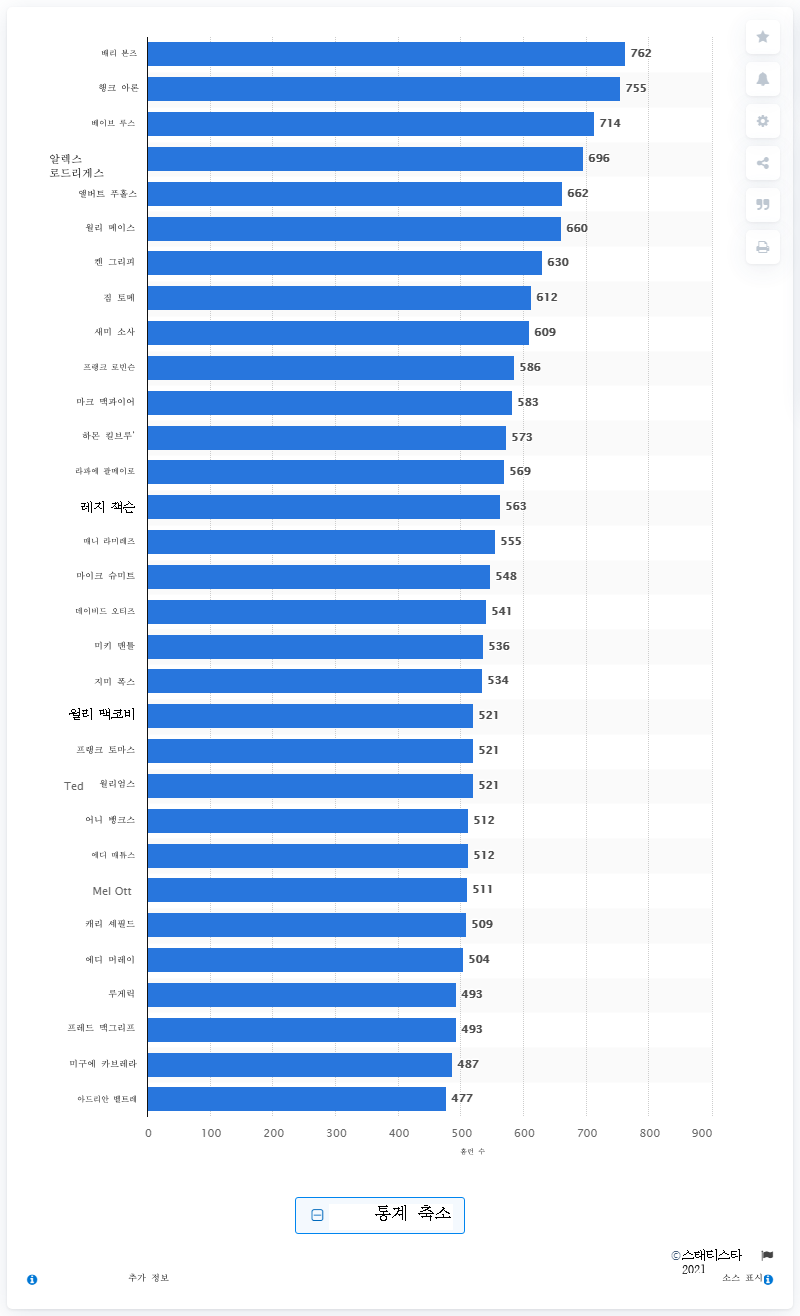 배리 본즈 762
행크 아론 755
베이브 루스 714
알렉스
로드리게스 696
앨버트 푸홀스 662
윌리 메이스 660
켄 그리피 630
짐 토메 612
새미 소사 609
프랭크 로빈슨 586
마크 맥과이어 583
하몬 킬브루' 573
라파에 팔메이로 569
레지 잭슨 563
매니 라미레즈 555
마이크 슈미트 548
데이비드 오티즈 541
미키 맨틀 536
지미 폭스 534
윌리 맥코비 521
프랭크 토마스 521
Ted 윌리엄스 521
어니 뱅크스 512
에디 매튜스 512
Mel Ott 511
캐리 셰필드 509
에디 머레이 504
루게릭 493
프레드 맥그리프 493
미구에 카브레라 487
아드리안 벨트레 477
0 100 200 300 400 500 600 700 800 900
홈런 수
통계 축소
©스태티스타
2021
추가 정보 소스 표시